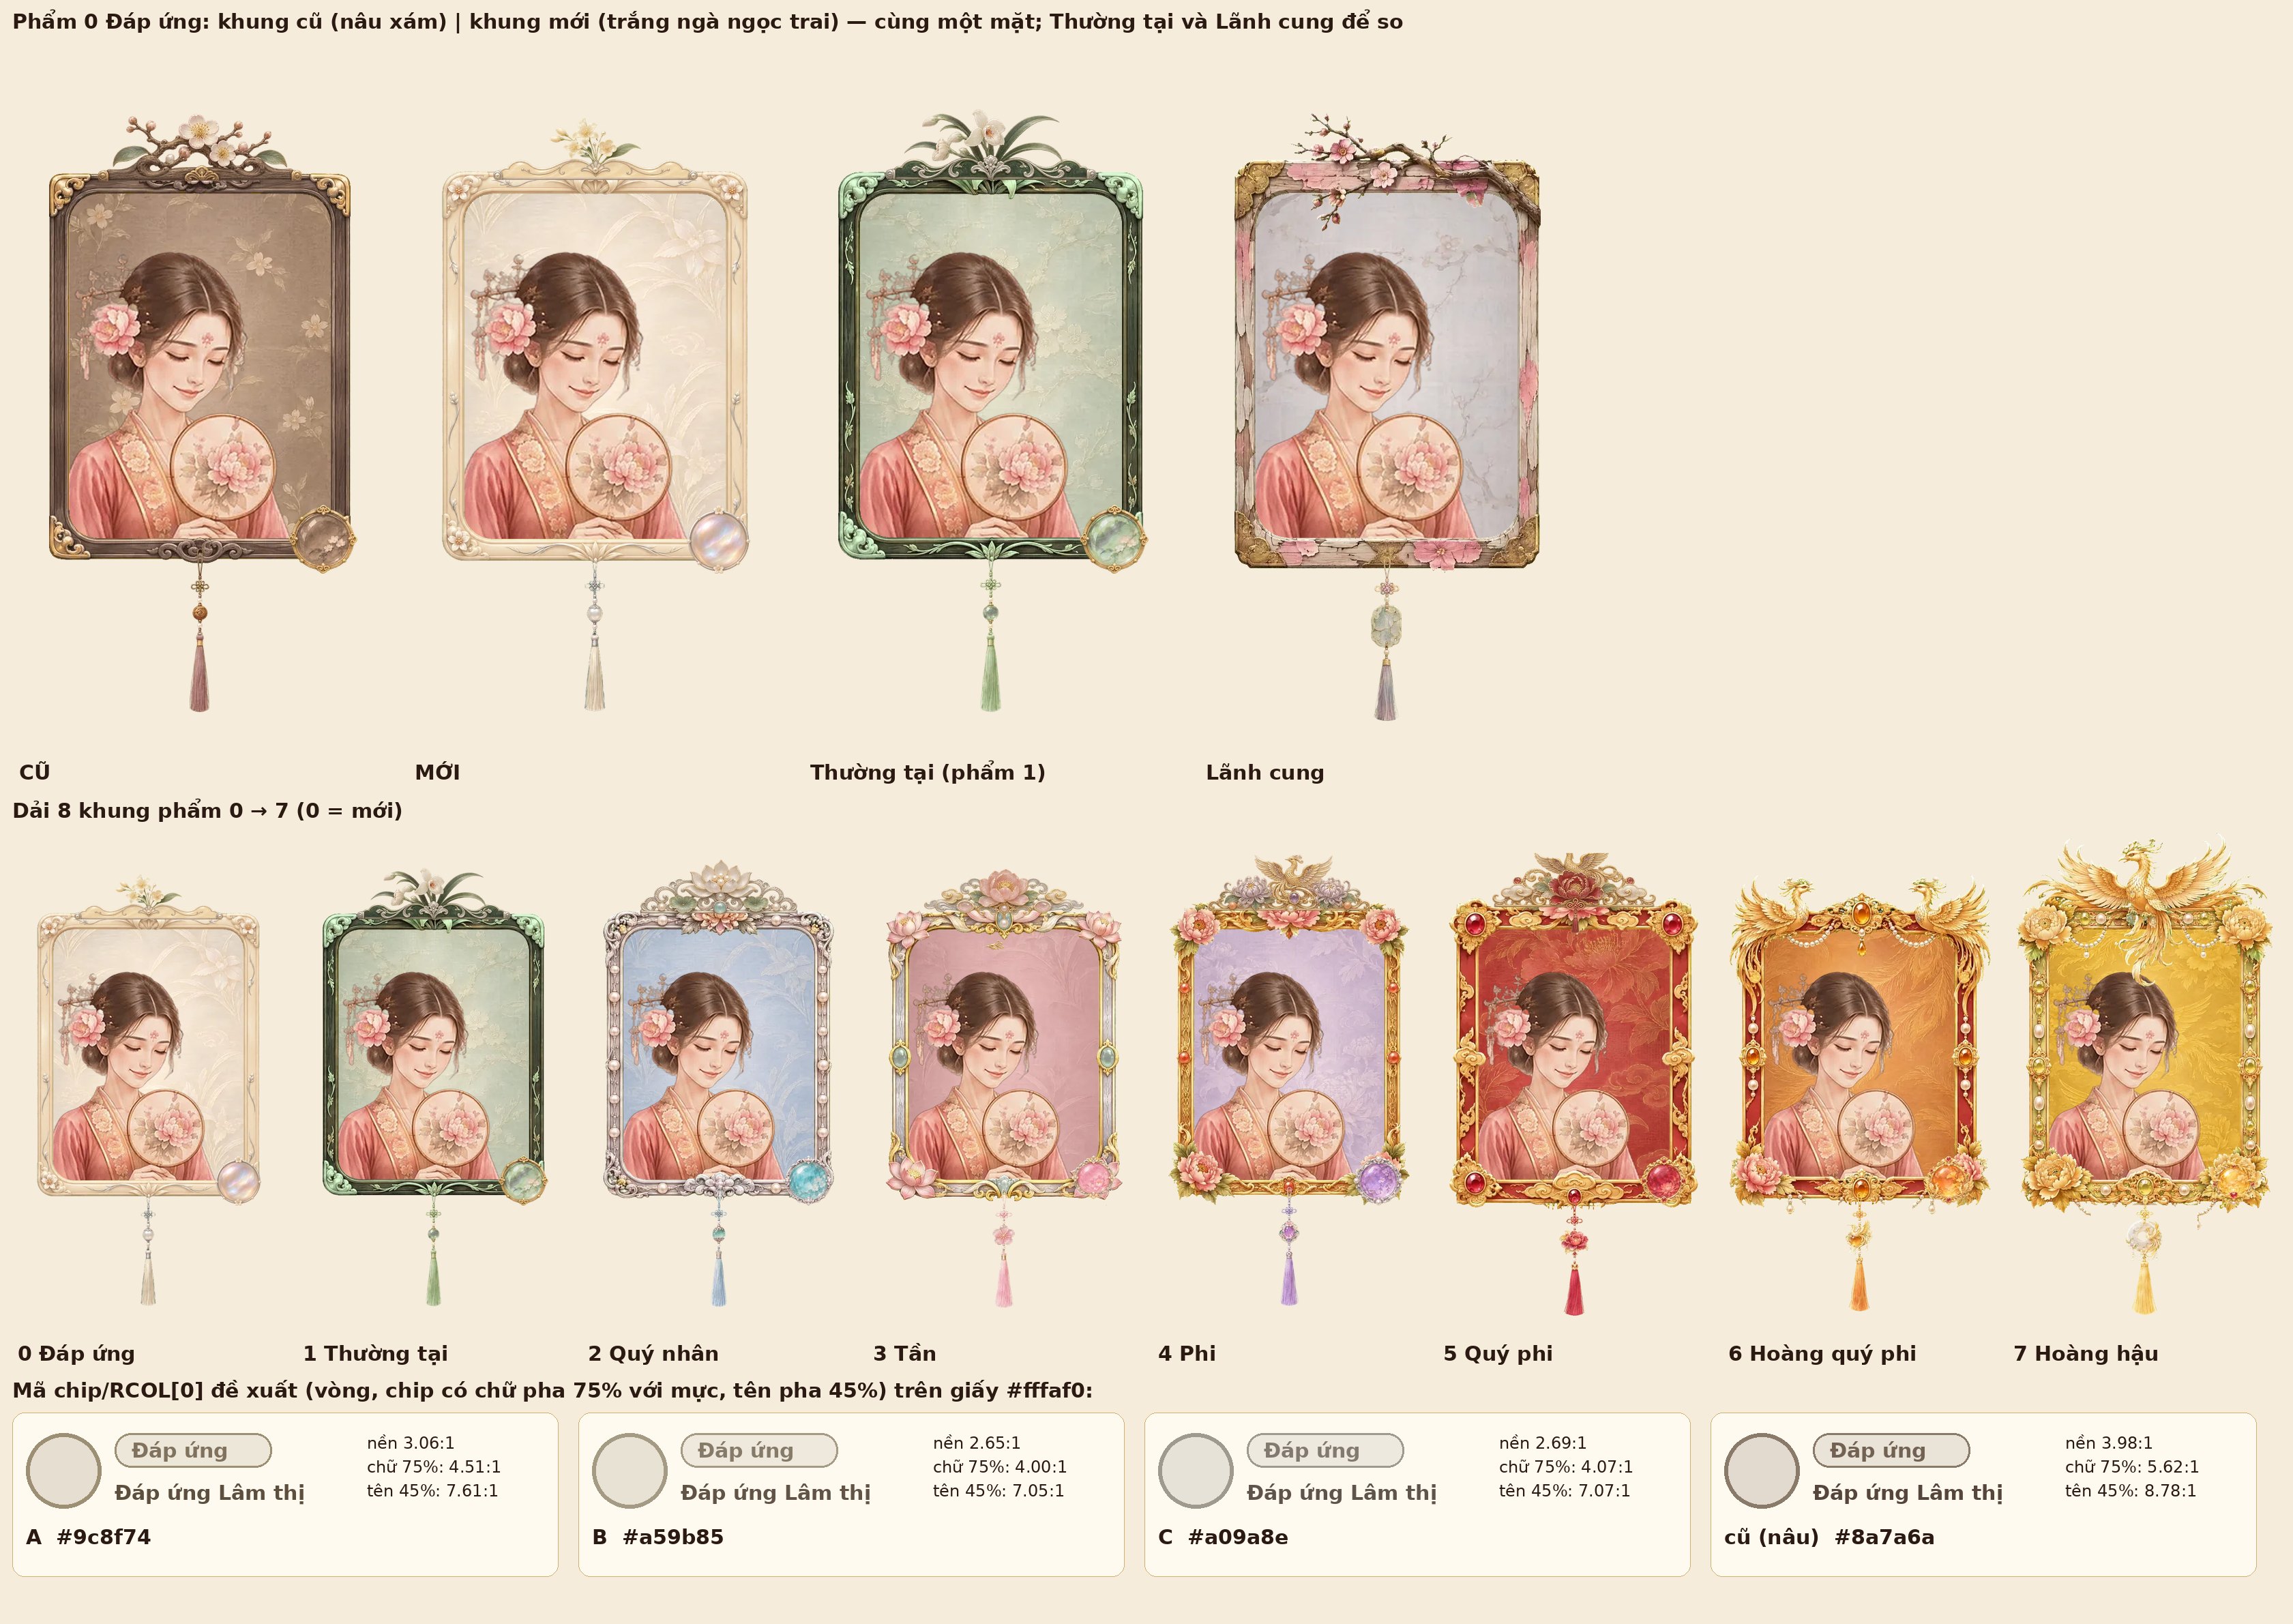 Phẩm 0 Đáp ứng: khung cũ (nâu xám) | khung mới (trắng ngà ngọc trai) — cùng một mặt; Thường tại và Lãnh cung để so
CŨ
MỚI
Thường tại (phẩm 1)
Lãnh cung
Dải 8 khung phẩm 0 → 7 (0 = mới)
0 Đáp ứng
1 Thường tại
2 Quý nhân
3 Tần
4 Phi
5 Quý phi
6 Hoàng quý phi
7 Hoàng hậu
Mã chip/RCOL[0] đề xuất (vòng, chip có chữ pha 75% với mực, tên pha 45%) trên giấy #fffaf0:
Đáp ứng
Đáp ứng Lâm thị
nền 3.06:1
chữ 75%: 4.51:1
tên 45%: 7.61:1
A #9c8f74
Đáp ứng
Đáp ứng Lâm thị
nền 2.65:1
chữ 75%: 4.00:1
tên 45%: 7.05:1
B #a59b85
Đáp ứng
Đáp ứng Lâm thị
nền 2.69:1
chữ 75%: 4.07:1
tên 45%: 7.07:1
C #a09a8e
Đáp ứng
Đáp ứng Lâm thị
nền 3.98:1
chữ 75%: 5.62:1
tên 45%: 8.78:1
cũ (nâu) #8a7a6a